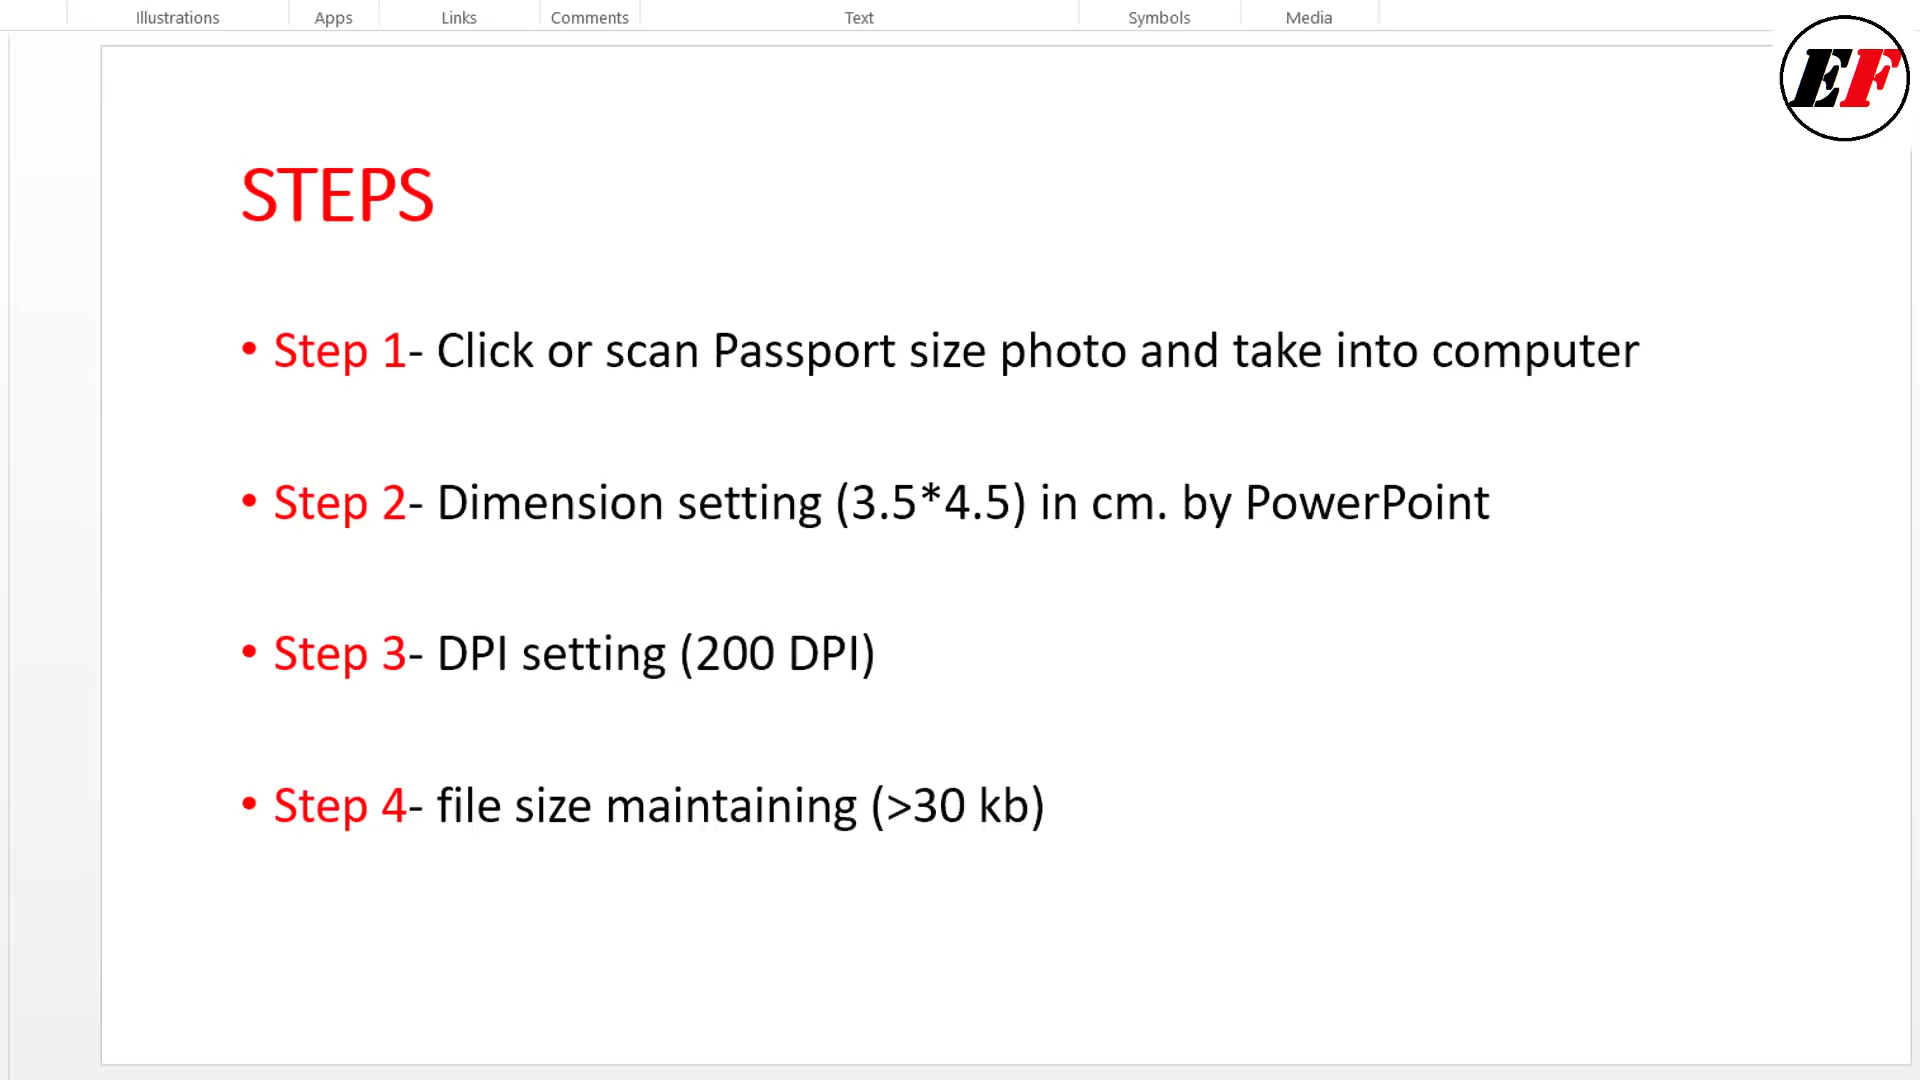 Illustrations Apps Links Comments Text Symbols Media
EF
STEPS
• Step 1- Click or scan Passport size photo and take into computer
• Step 2- Dimension setting (3.5*4.5) in cm. by PowerPoint
• Step 3- DPI setting (200 DPI)
• Step 4- file size maintaining (>30 kb)